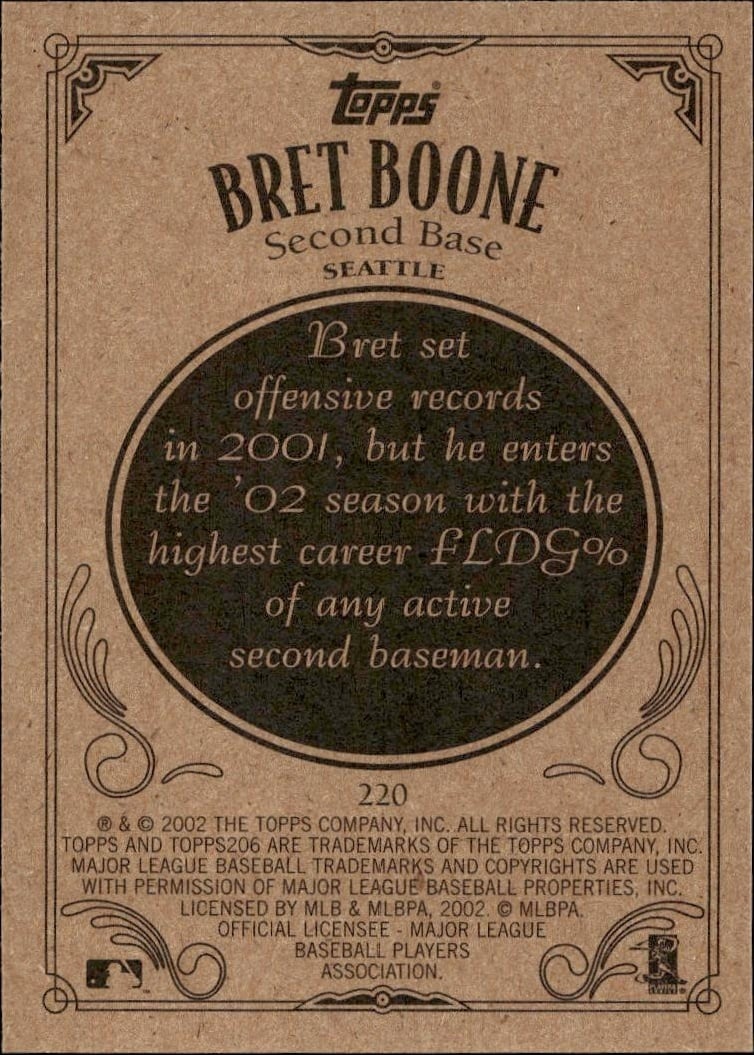 Topps®
BRET BOONE
Second Base
SEATTLE
Bret set
offensive records
in 2001, but he enters
the '02 season with the
highest career FLDG%
of any active
second baseman.
220
® & © 2002 THE TOPPS COMPANY, INC. ALL RIGHTS RESERVED.
TOPPS AND TOPPS206 ARE TRADEMARKS OF THE TOPPS COMPANY, INC.
MAJOR LEAGUE BASEBALL TRADEMARKS AND COPYRIGHTS ARE USED
WITH PERMISSION OF MAJOR LEAGUE BASEBALL PROPERTIES, INC.
LICENSED BY MLB & MLBPA, 2002. © MLBPA.
OFFICIAL LICENSEE - MAJOR LEAGUE
BASEBALL PLAYERS
ASSOCIATION.